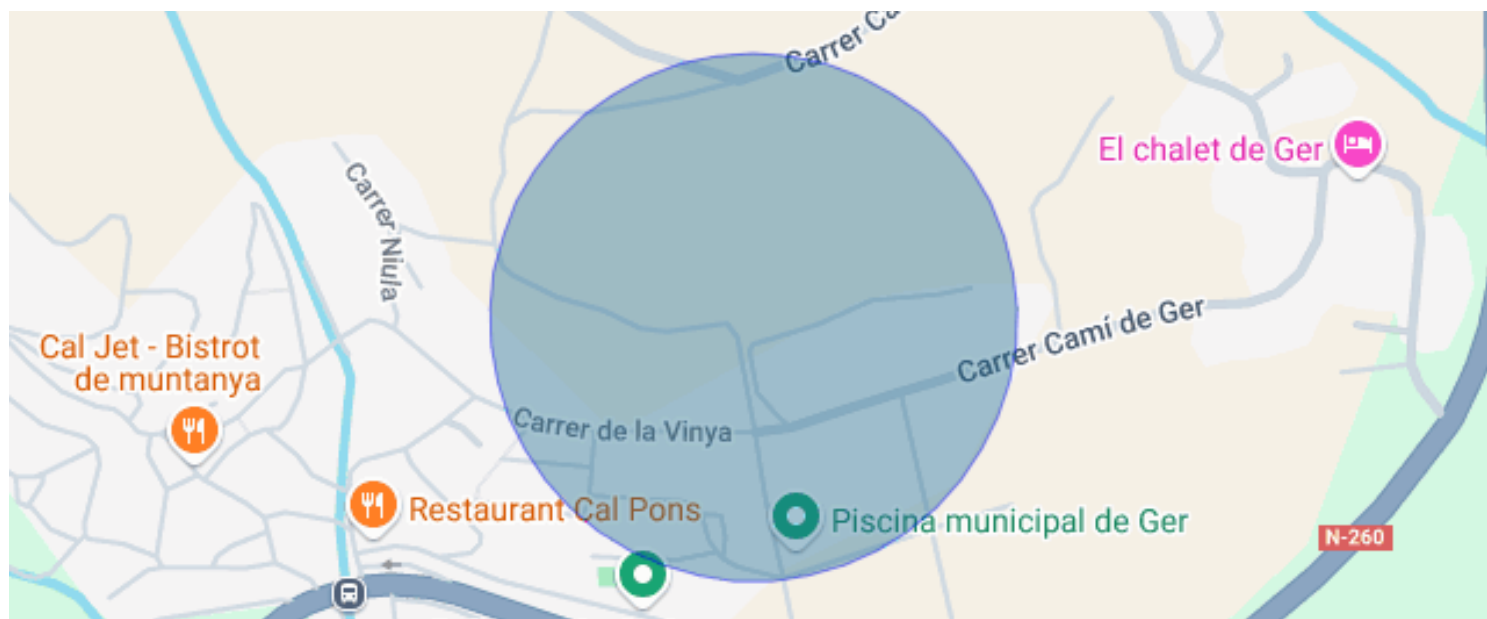 Carrer Ca
El chalet de Ger
Carrer Niula
Cal Jet - Bistrot
de muntanya
Carrer Camí de Ger
Carrer de la Vinya
Restaurant Cal Pons
Piscina municipal de Ger
N-260